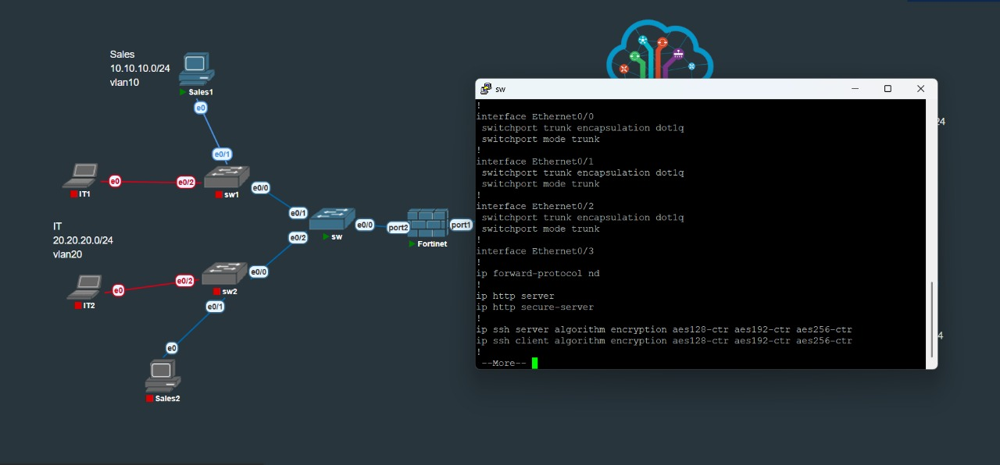 Sales
10.10.10.0/24
vlan10
Sales1
e0
e0/1
IT1
e0
e0/2
sw1
e0/0
IT
20.20.20.0/24
vlan20
e0/1
sw
e0/0
port2
Fortinet
port1
e0/2
IT2
e0
e0/2
sw2
e0/0
e0/1
e0
Sales2
24
4
sw
!
interface Ethernet0/0
switchport trunk encapsulation dot1q
switchport mode trunk
!
interface Ethernet0/1
switchport trunk encapsulation dot1q
switchport mode trunk
!
interface Ethernet0/2
switchport trunk encapsulation dot1q
switchport mode trunk
!
interface Ethernet0/3
!
ip forward-protocol nd
!
ip http server
ip http secure-server
!
ip ssh server algorithm encryption aes128-ctr aes192-ctr aes256-ctr
ip ssh client algorithm encryption aes128-ctr aes192-ctr aes256-ctr
!
--More--